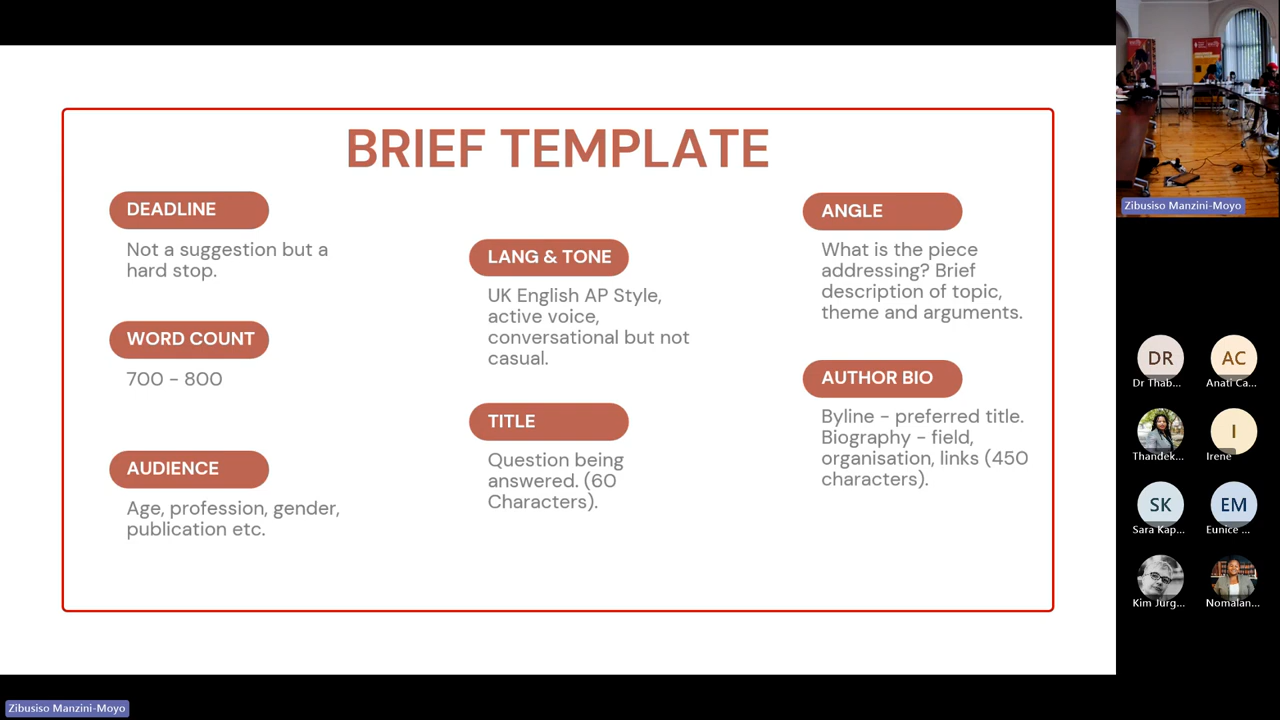 BRIEF TEMPLATE
DEADLINE
Not a suggestion but a
hard stop.
WORD COUNT
700 - 800
AUDIENCE
Age, profession, gender,
publication etc.
LANG & TONE
UK English AP Style,
active voice,
conversational but not
casual.
TITLE
Question being
answered. (60
Characters).
ANGLE
What is the piece
addressing? Brief
description of topic,
theme and arguments.
AUTHOR BIO
Byline - preferred title.
Biography - field,
organisation, links (450
characters).
Zibusiso Manzini-Moyo
DR
AC
Dr Thab...
Anati Ca...
I
Thandek...
Irene
SK
EM
Sara Kap...
Eunice ...
Kim Jürg...
Nomalan...
Zibusiso Manzini-Moyo